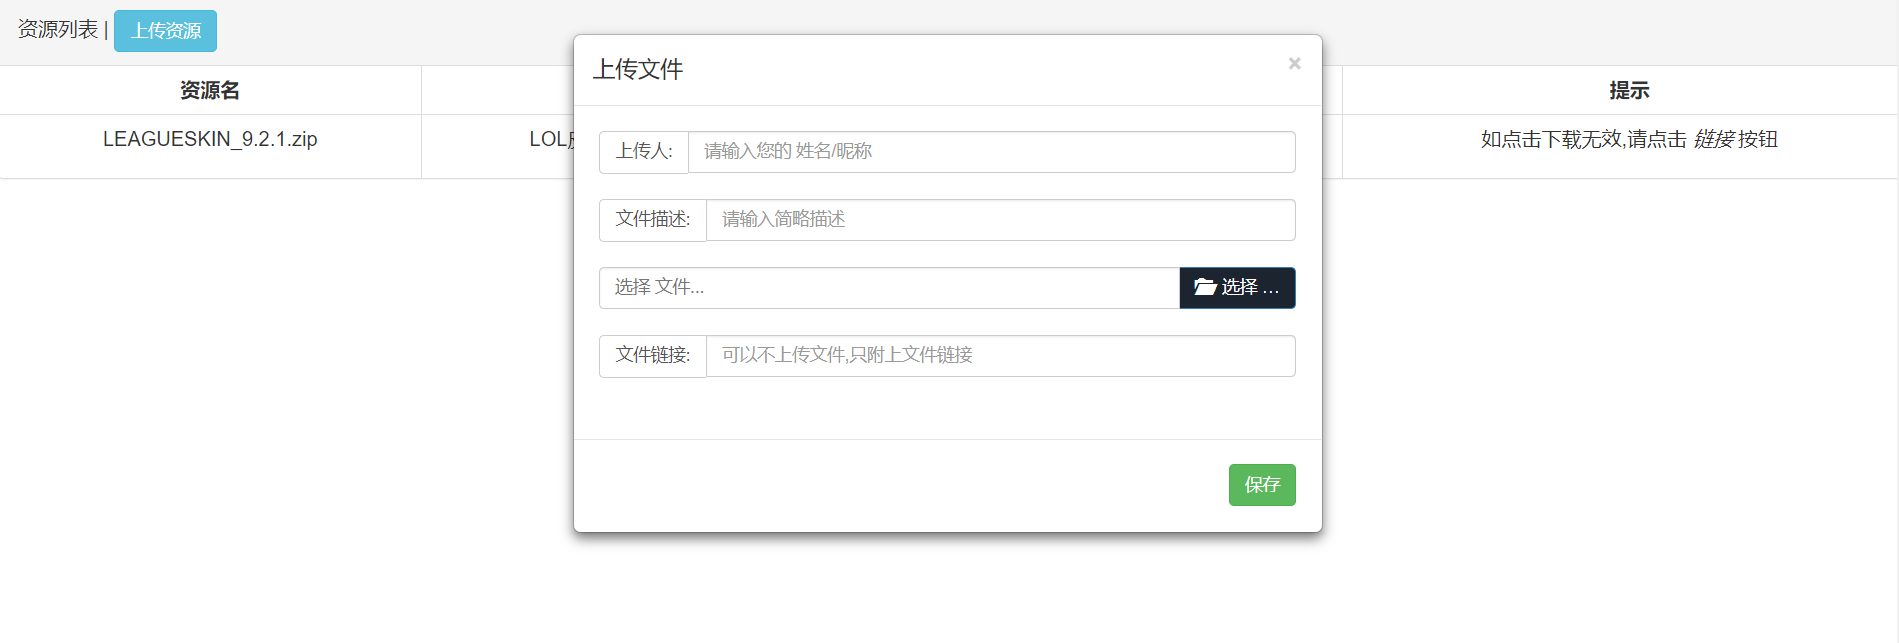 资源列表 | 上传资源
资源名
提示
LEAGUESKIN_9.2.1.zip
LOL
如点击下载无效,请点击 链接 按钮
上传文件
×
上传人: 请输入您的 姓名/昵称
文件描述: 请输入简略描述
选择 文件... 选择 ...
文件链接: 可以不上传文件,只附上文件链接
保存